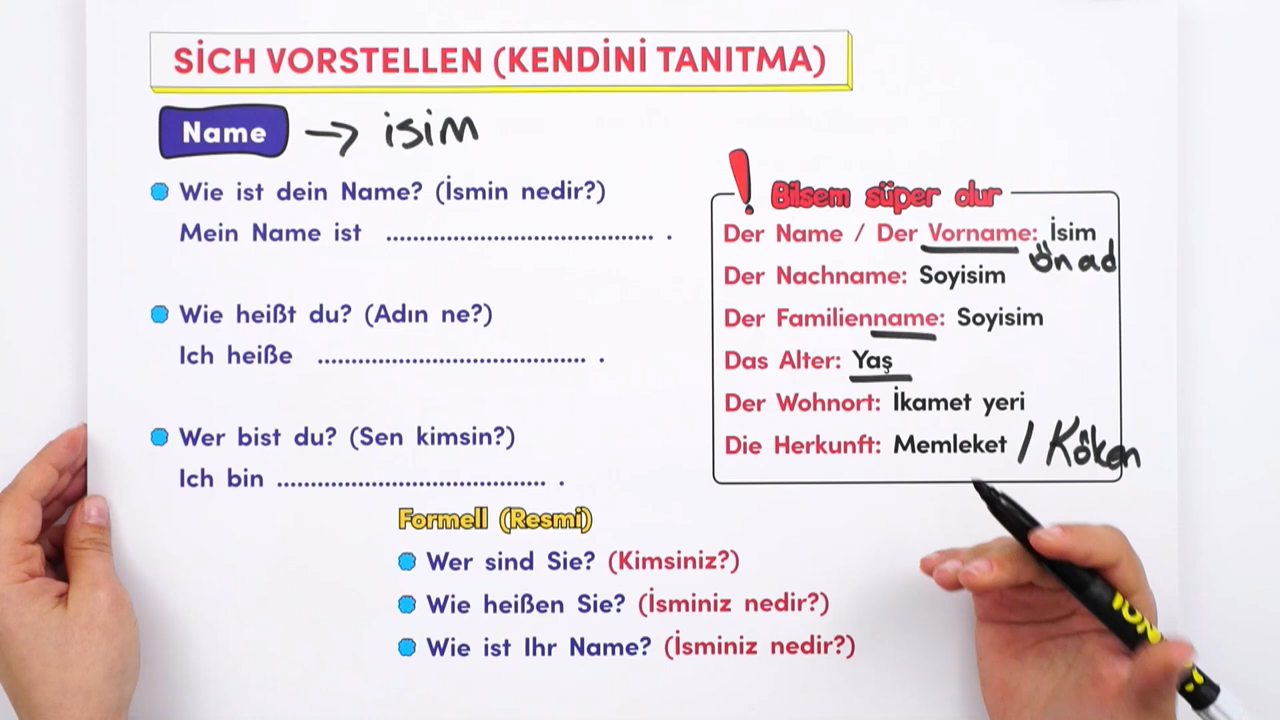 SİCH VORSTELLEN (KENDİNİ TANITMA)
Name → isim
Wie ist dein Name? (İsmin nedir?)
Mein Name ist ........................................ .
Wie heißt du? (Adın ne?)
Ich heiße ........................................ .
Wer bist du? (Sen kimsin?)
Ich bin ........................................ .
! Bilsem süper olur
Der Name / Der Vorname: İsim
önad
Der Nachname: Soyisim
Der Familienname: Soyisim
Das Alter: Yaş
Der Wohnort: İkamet yeri
Die Herkunft: Memleket / Köken
Formell (Resmi)
Wer sind Sie? (Kimsiniz?)
Wie heißen Sie? (İsminiz nedir?)
Wie ist Ihr Name? (İsminiz nedir?)